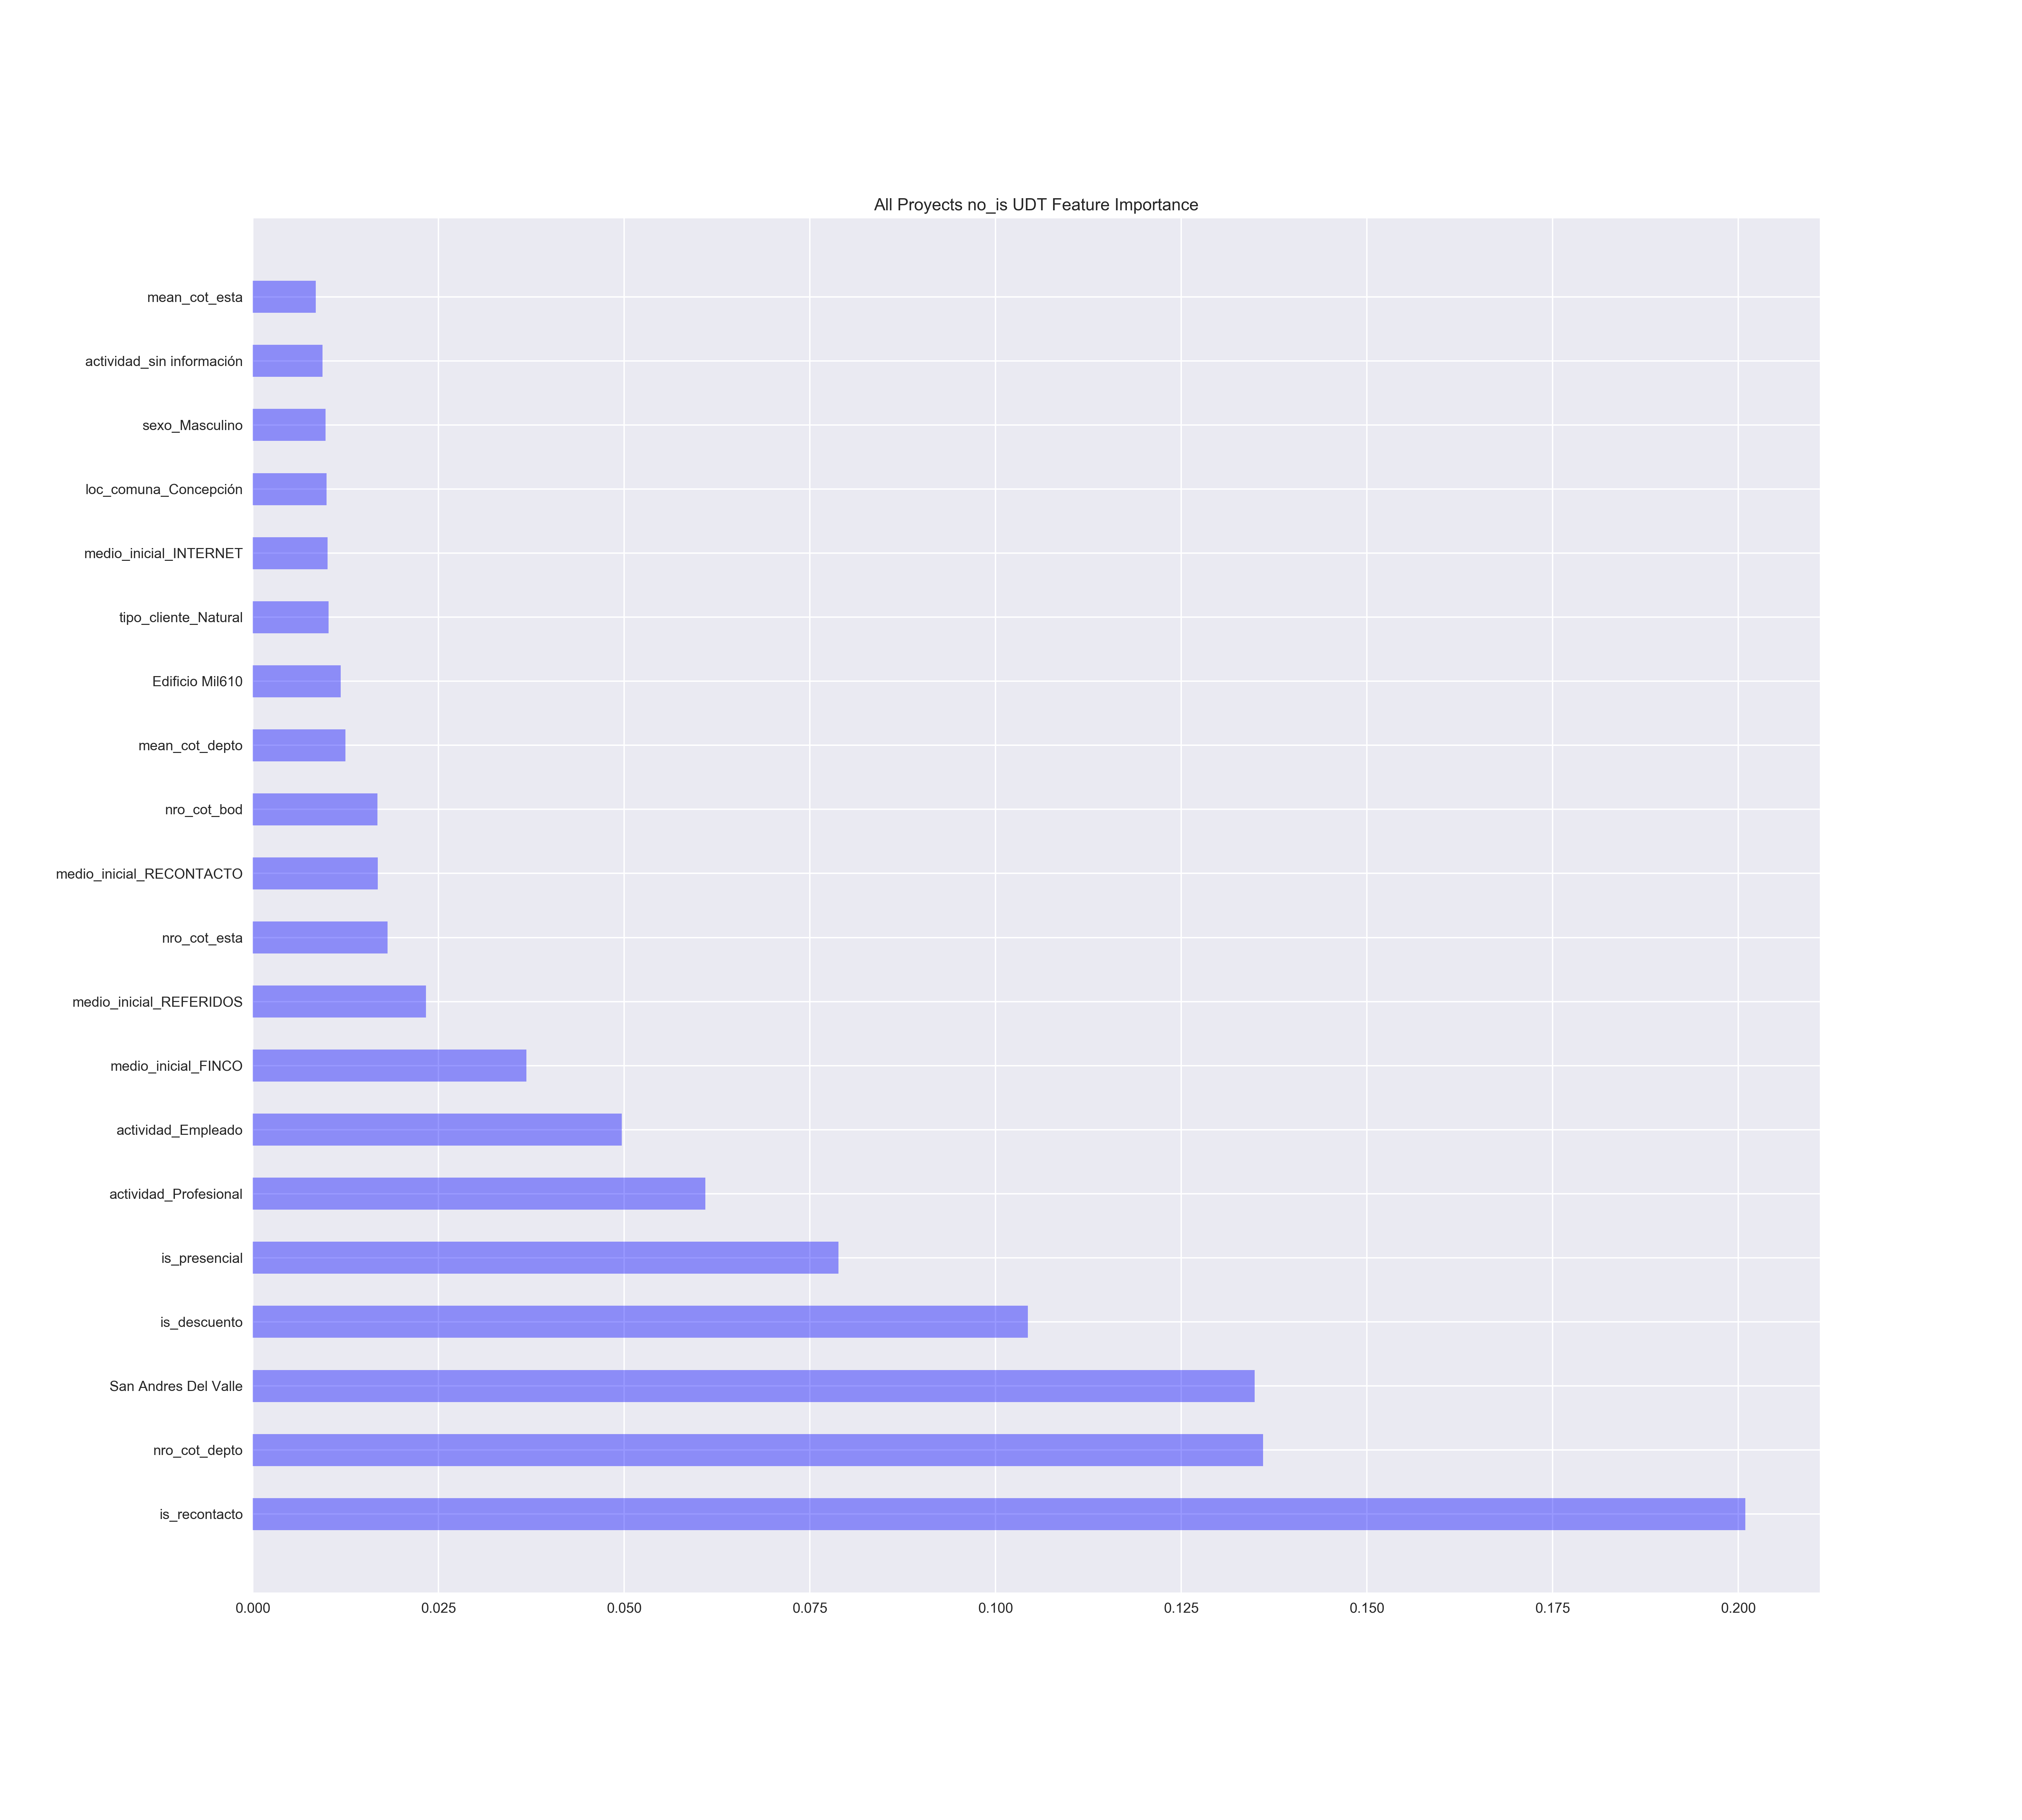 All Proyects no_is UDT Feature Importance
mean_cot_esta
actividad_sin información
sexo_Masculino
loc_comuna_Concepción
medio_inicial_INTERNET
tipo_cliente_Natural
Edificio Mil610
mean_cot_depto
nro_cot_bod
medio_inicial_RECONTACTO
nro_cot_esta
medio_inicial_REFERIDOS
medio_inicial_FINCO
actividad_Empleado
actividad_Profesional
is_presencial
is_descuento
San Andres Del Valle
nro_cot_depto
is_recontacto
0.000 0.025 0.050 0.075 0.100 0.125 0.150 0.175 0.200